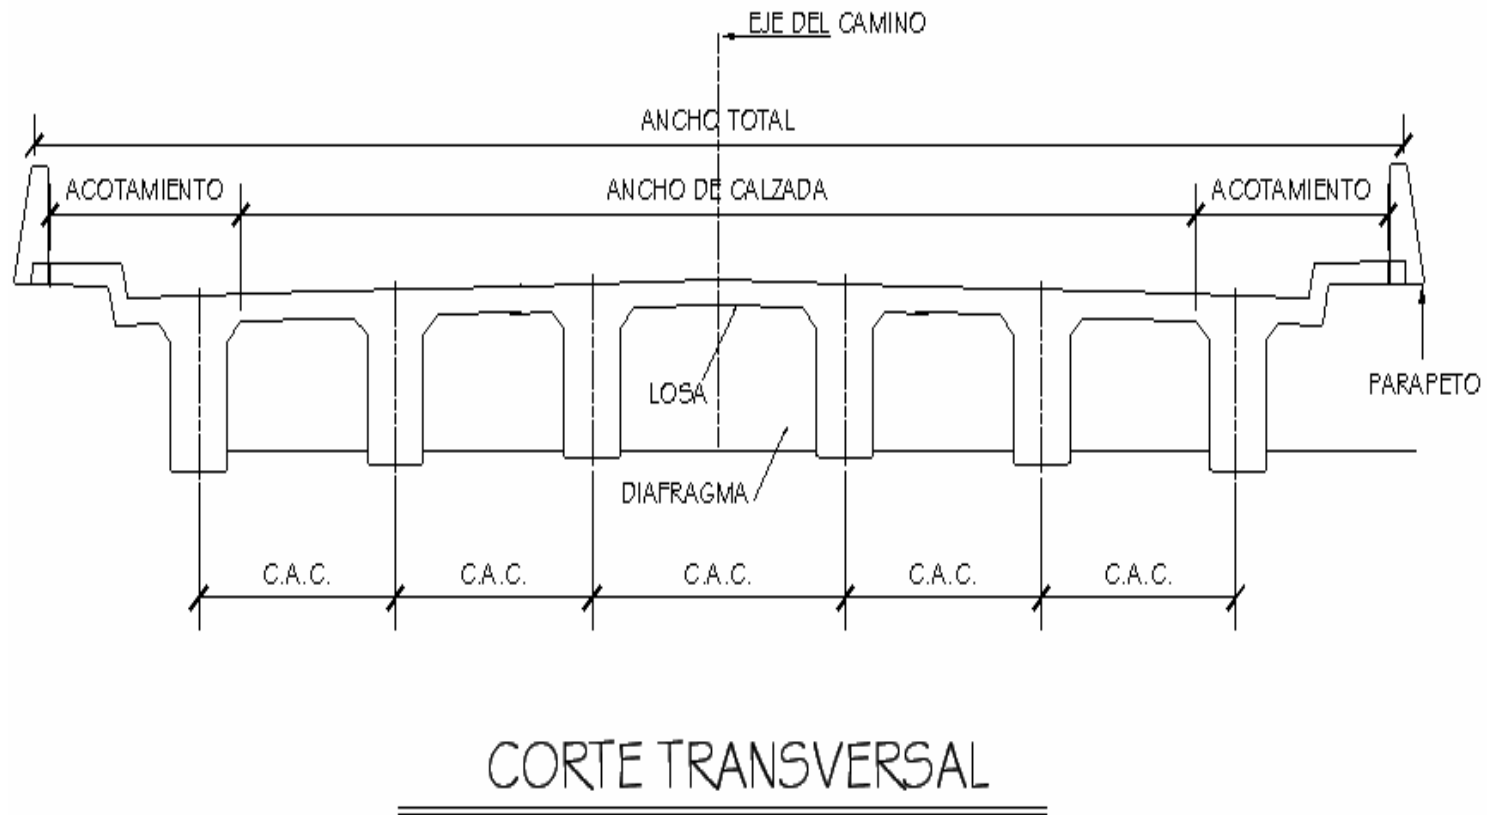 EJE DEL CAMINO
ANCHO TOTAL
ACOTAMIENTO
ANCHO DE CALZADA
ACOTAMIENTO
LOSA
PARAPETO
DIAFRAGMA
C.A.C.
C.A.C.
C.A.C.
C.A.C.
C.A.C.
CORTE TRANSVERSAL